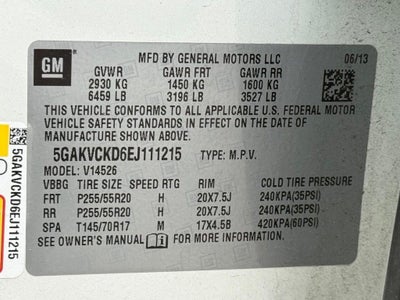 GM
MFD BY GENERAL MOTORS LLC
06/13
GVWR GAWR FRT GAWR RR
2930 KG 1450 KG 1600 KG
6459 LB 3196 LB 3527 LB
THIS VEHICLE CONFORMS TO ALL APPLICABLE U.S. FEDERAL MOTOR
VEHICLE SAFETY STANDARDS IN EFFECT ON THE DATE OF
MANUFACTURE SHOWN ABOVE.
5GAKVCKD6EJ111215 TYPE: M.P.V.
MODEL: V14526
VBBG TIRE SIZE SPEED RTG RIM COLD TIRE PRESSURE
FRT P255/55R20 H 20X7.5J 240KPA(35PSI)
RR P255/55R20 H 20X7.5J 240KPA(35PSI)
SPA T145/70R17 M 17X4.5B 420KPA(60PSI)
SEE OWNER'S MANUAL FOR MORE INFORMATION.
5GAKVCKD6EJ111215